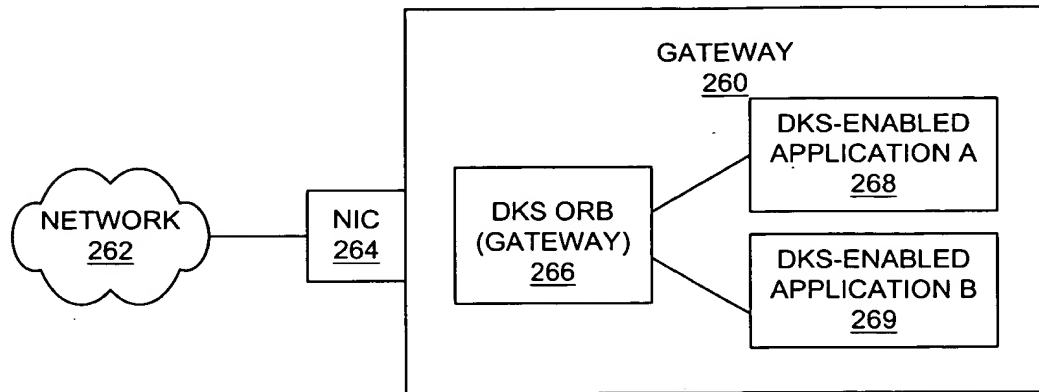 GATEWAY
260
NETWORK
262
NIC
264
DKS ORB
(GATEWAY)
266
DKS-ENABLED
APPLICATION A
268
DKS-ENABLED
APPLICATION B
269